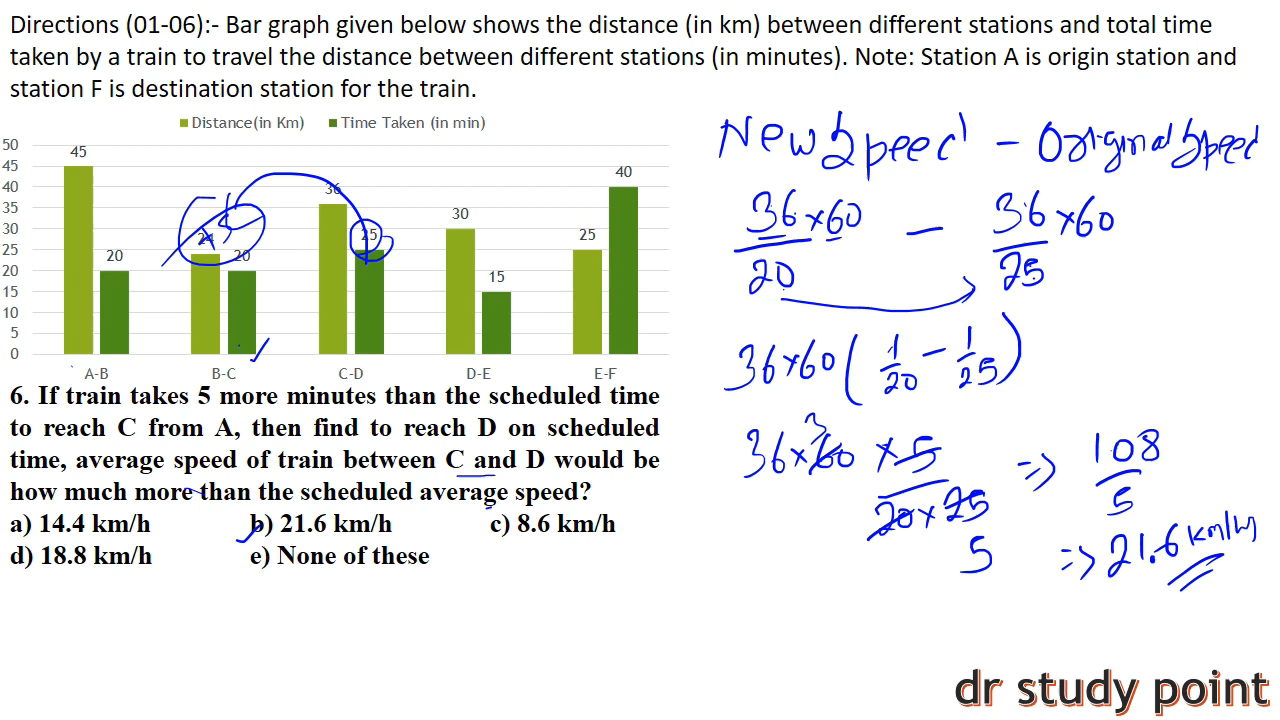 Directions (01-06):- Bar graph given below shows the distance (in km) between different stations and total time
taken by a train to travel the distance between different stations (in minutes). Note: Station A is origin station and
station F is destination station for the train.
Distance(in Km) Time Taken (in min)
50
45
40
35
30
25
20
15
10
5
0
45 20
24 20
36 25
30 15
25 40
A-B B-C C-D D-E E-F
6. If train takes 5 more minutes than the scheduled time
to reach C from A, then find to reach D on scheduled
time, average speed of train between C and D would be
how much more than the scheduled average speed?
a) 14.4 km/h b) 21.6 km/h c) 8.6 km/h
d) 18.8 km/h e) None of these
New Speed - Original Speed
36×60 - 36×60
20 25
36×60 (1/20 - 1/25)
3
36×60 ×5 ⇒ 108
20×25 5
5 ⇒ 21.6 km/hr
dr study point